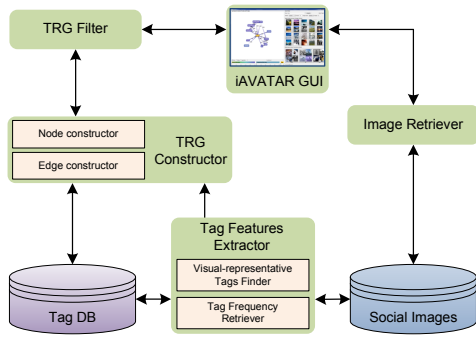 TRG Filter
iAVATAR GUI
Node constructor
Edge constructor
TRG
Constructor
Image Retriever
Tag Features
Extractor
Visual-representative
Tags Finder
Tag Frequency
Retriever
Tag DB
Social Images